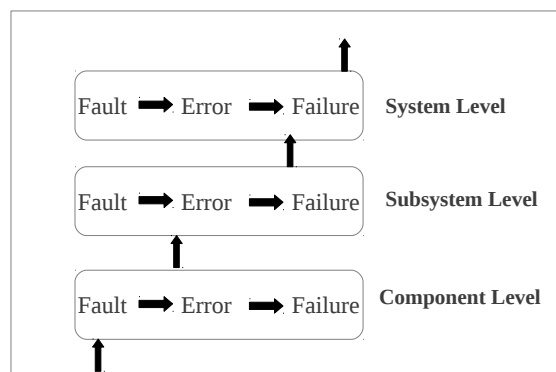 Fault Error Failure System Level
Fault Error Failure Subsystem Level
Fault Error Failure Component Level